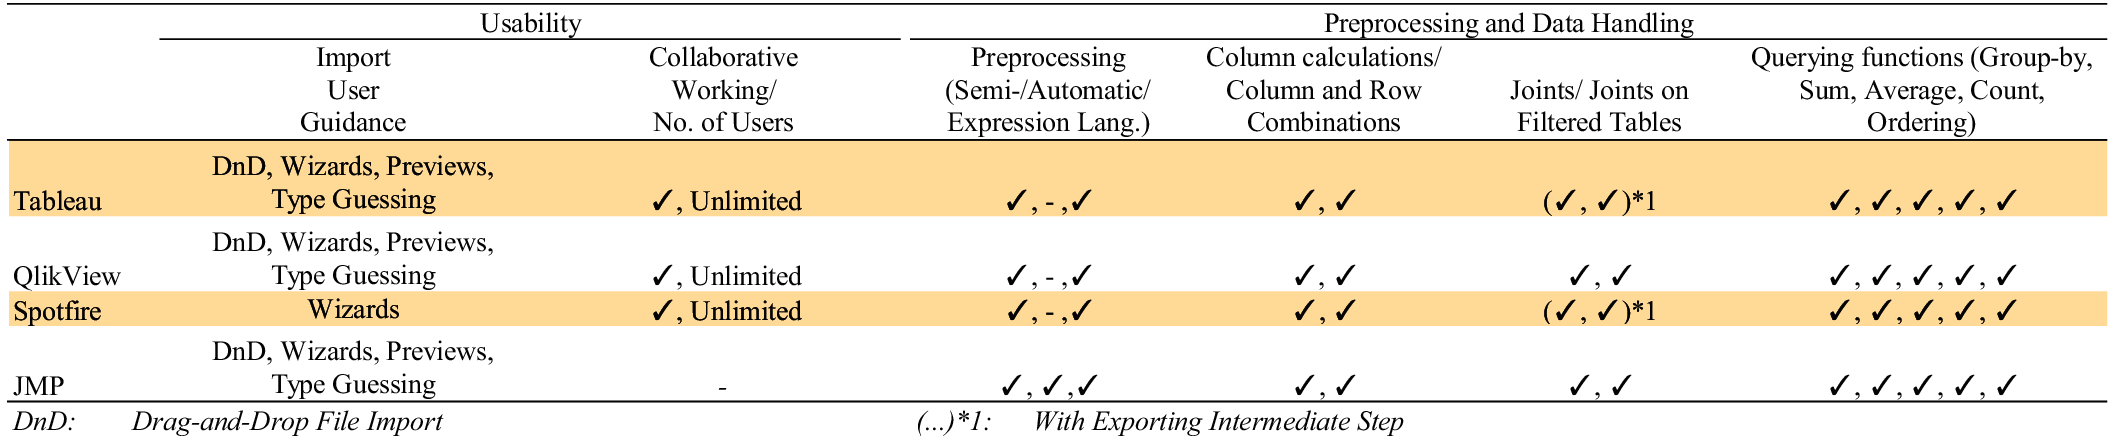 Usability Preprocessing and Data Handling
Import Collaborative Preprocessing Column calculations/ Querying functions (Group-by,
User Working/ (Semi-/Automatic/ Column and Row Joints/ Joints on Sum, Average, Count,
Guidance No. of Users Expression Lang.) Combinations Filtered Tables Ordering)
DnD, Wizards, Previews,
Tableau Type Guessing ✓, Unlimited ✓, - ,✓ ✓, ✓ (✓, ✓)*1 ✓, ✓, ✓, ✓, ✓
DnD, Wizards, Previews,
QlikView Type Guessing ✓, Unlimited ✓, - ,✓ ✓, ✓ ✓, ✓ ✓, ✓, ✓, ✓, ✓
Spotfire Wizards ✓, Unlimited ✓, - ,✓ ✓, ✓ (✓, ✓)*1 ✓, ✓, ✓, ✓, ✓
DnD, Wizards, Previews,
JMP Type Guessing - ✓, ✓,✓ ✓, ✓ ✓, ✓ ✓, ✓, ✓, ✓, ✓
DnD: Drag-and-Drop File Import (...)*1: With Exporting Intermediate Step